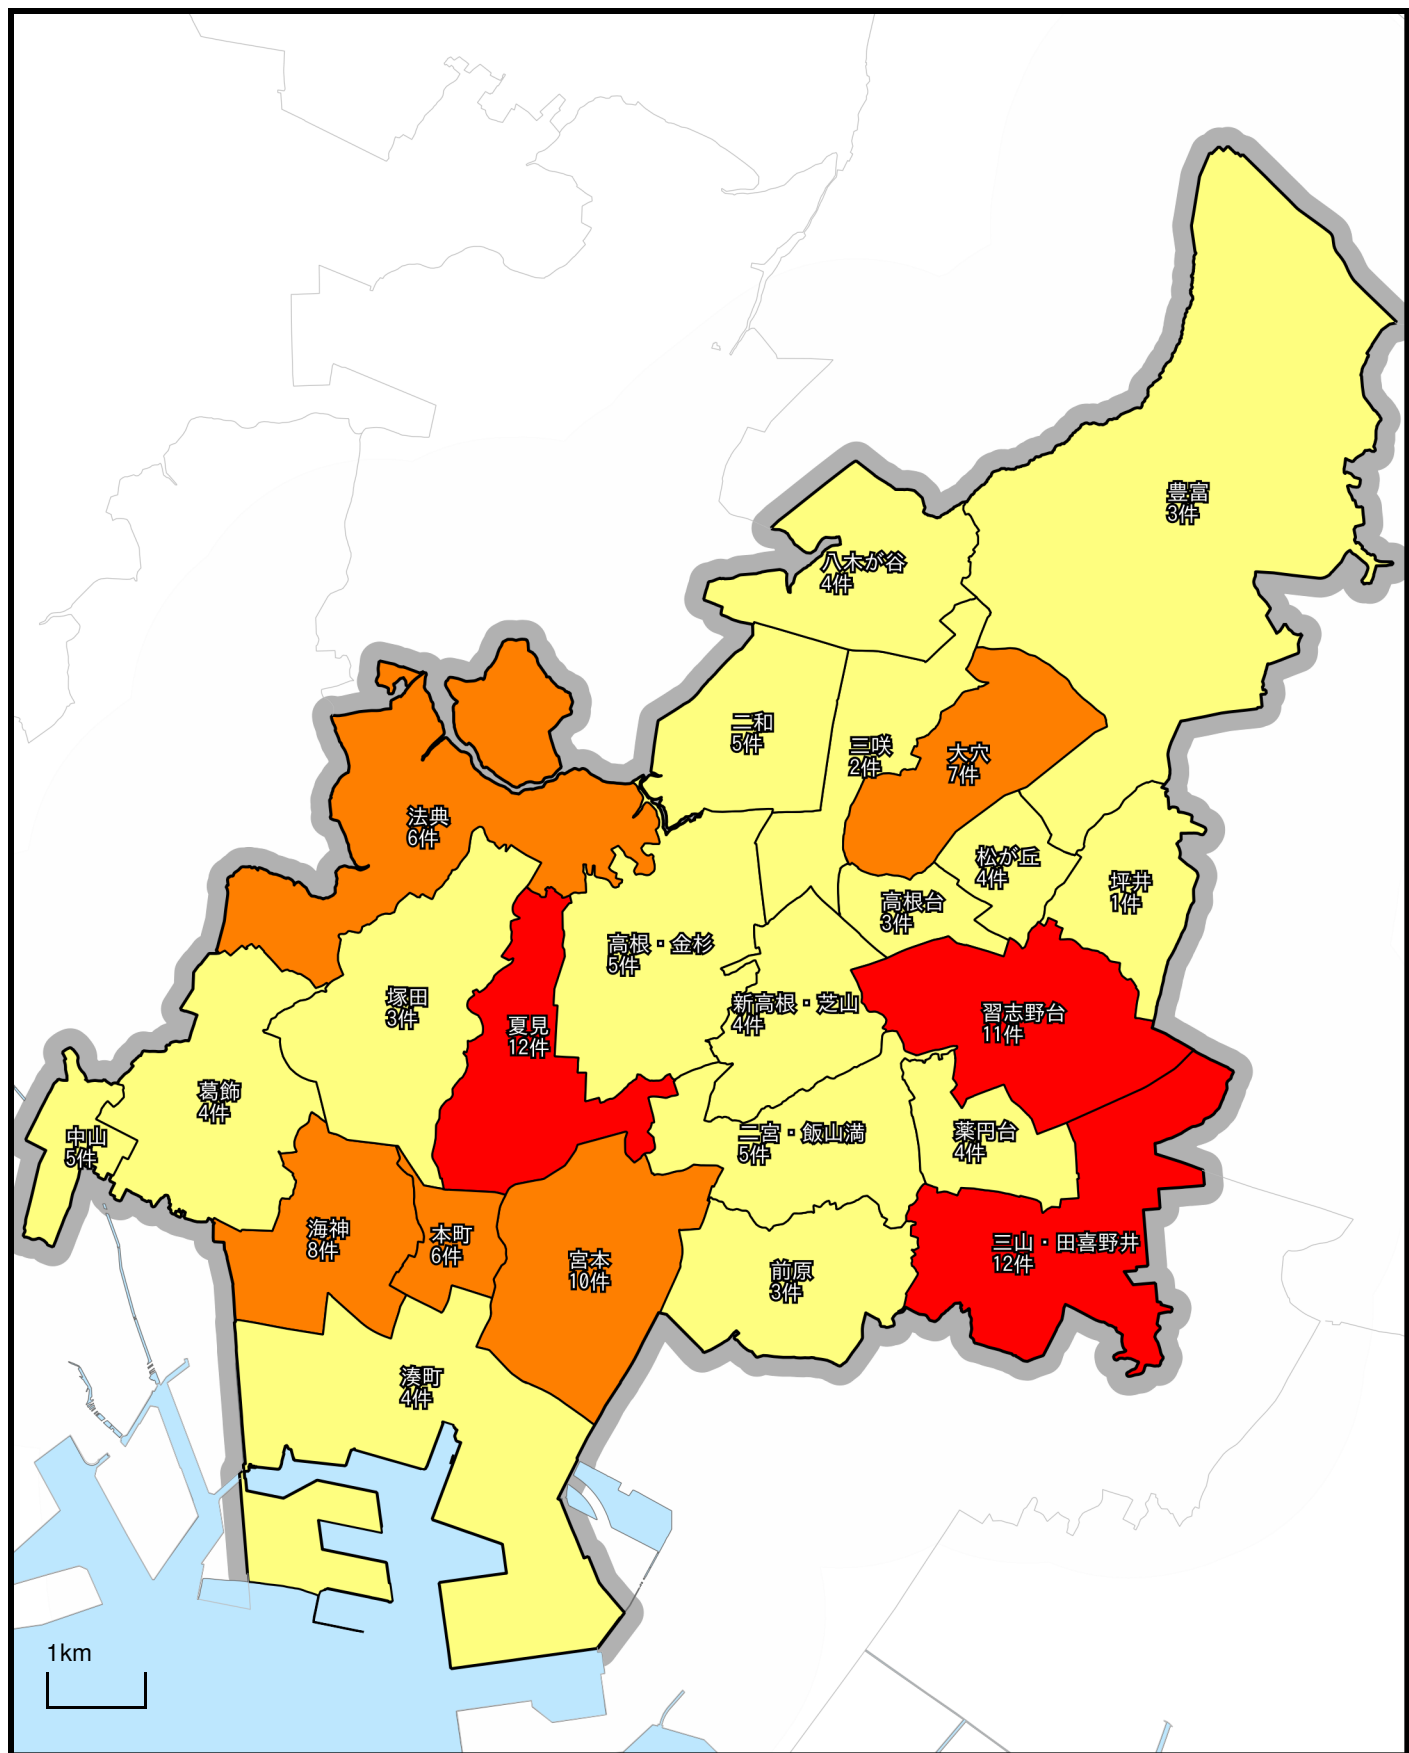 豊富
3件
八木が谷
4件
二和
5件
三咲
2件
大穴
7件
法典
6件
松が丘
4件
坪井
1件
高根台
3件
高根・金杉
5件
塚田
3件
新高根・芝山
4件
習志野台
11件
夏見
12件
葛飾
4件
中山
5件
二宮・飯山満
5件
薬円台
4件
海神
8件
本町
6件
宮本
10件
前原
3件
三山・田喜野井
12件
湊町
4件
1km